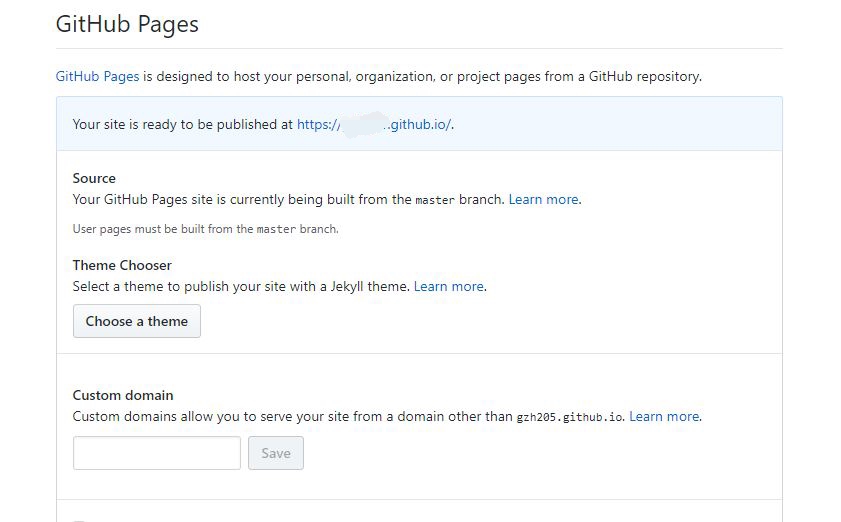 GitHub Pages
GitHub Pages is designed to host your personal, organization, or project pages from a GitHub repository.
Your site is ready to be published at https:// .github.io/.
Source
Your GitHub Pages site is currently being built from the master branch. Learn more.
User pages must be built from the master branch.
Theme Chooser
Select a theme to publish your site with a Jekyll theme. Learn more.
Choose a theme
Custom domain
Custom domains allow you to serve your site from a domain other than gzh205.github.io. Learn more.
Save